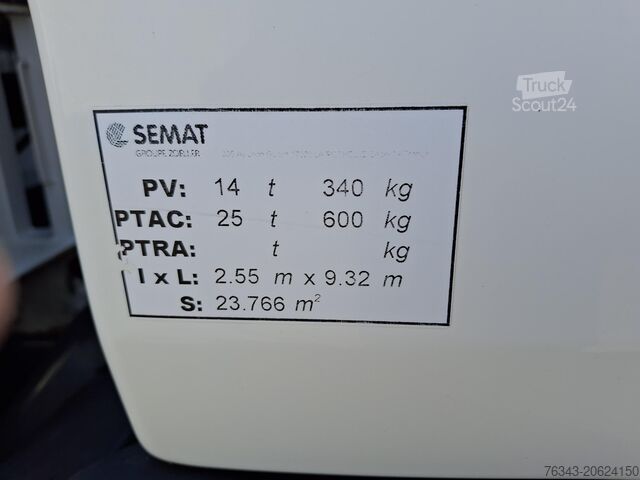 Truck
Scout24
SEMAT
GROUPE ZOELLER
PV: 14 t 340 kg
PTAC: 25 t 600 kg
PTRA: t kg
l x L: 2.55 m x 9.32 m
S: 23.766 m²
76343-20624150